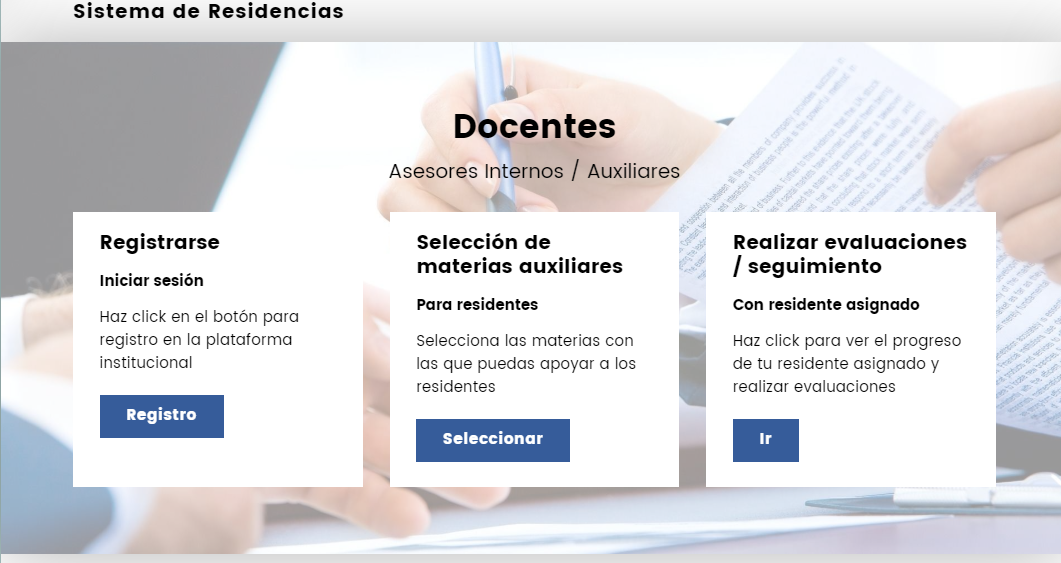 Sistema de Residencias
Docentes
Asesores Internos / Auxiliares
Registrarse
Iniciar sesión
Haz click en el botón para
registro en la plataforma
institucional
Registro
Selección de
materias auxiliares
Para residentes
Selecciona las materias con
las que puedas apoyar a los
residentes
Seleccionar
Realizar evaluaciones
/ seguimiento
Con residente asignado
Haz click para ver el progreso
de tu residente asignado y
realizar evaluaciones
Ir